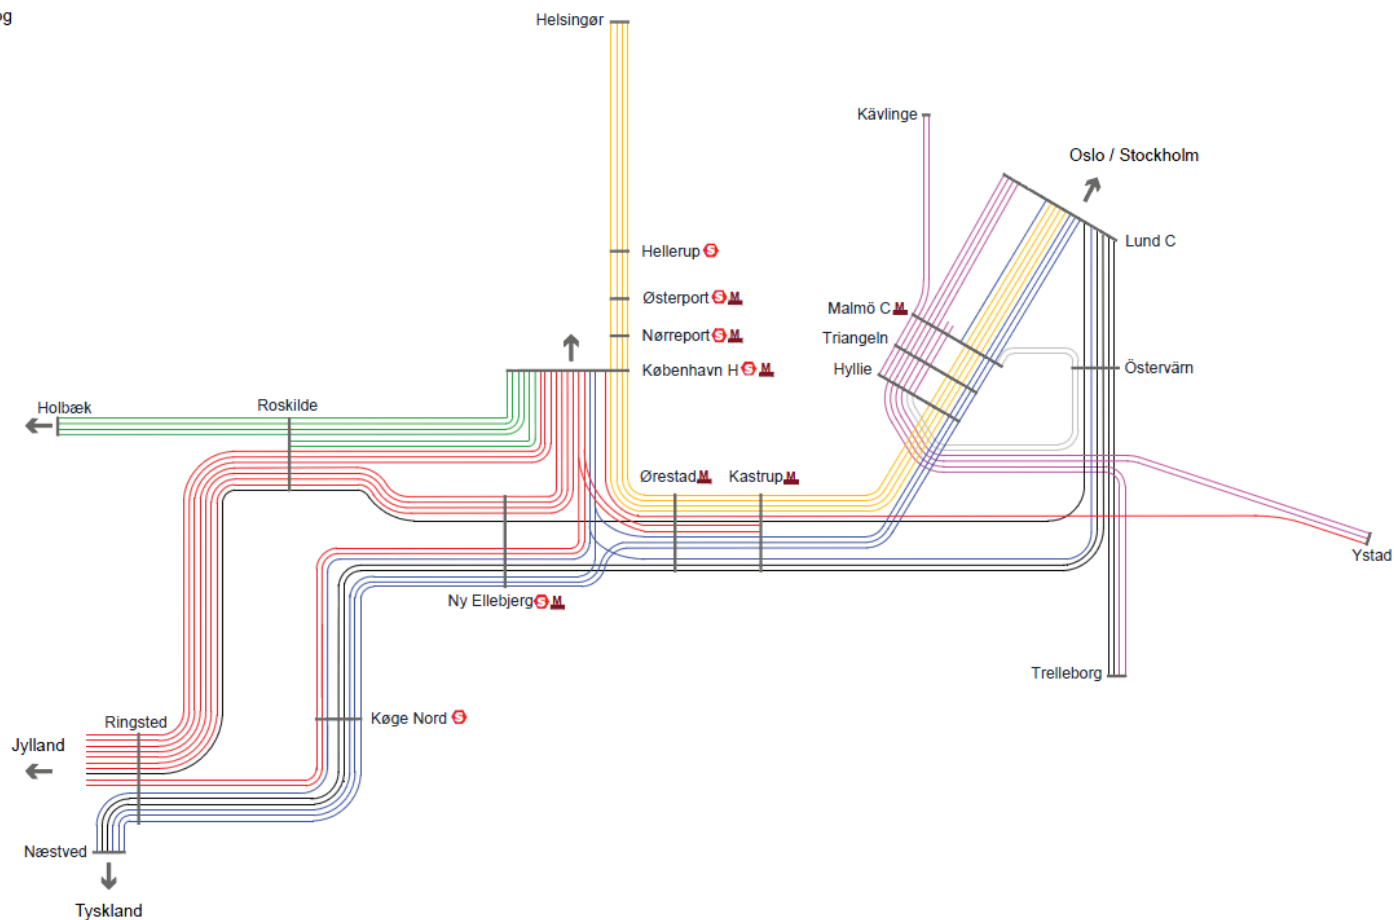 og
Helsingør
Kävlinge
Oslo / Stockholm
Lund C
Hellerup S
Østerport S M
Malmö C M
Nørreport S M
Triangeln
København H S M
Hyllie
Östervärn
Holbæk
Roskilde
Ørestad M
Kastrup M
Ystad
Ny Ellebjerg S M
Trelleborg
Ringsted
Køge Nord S
Jylland
Næstved
Tyskland